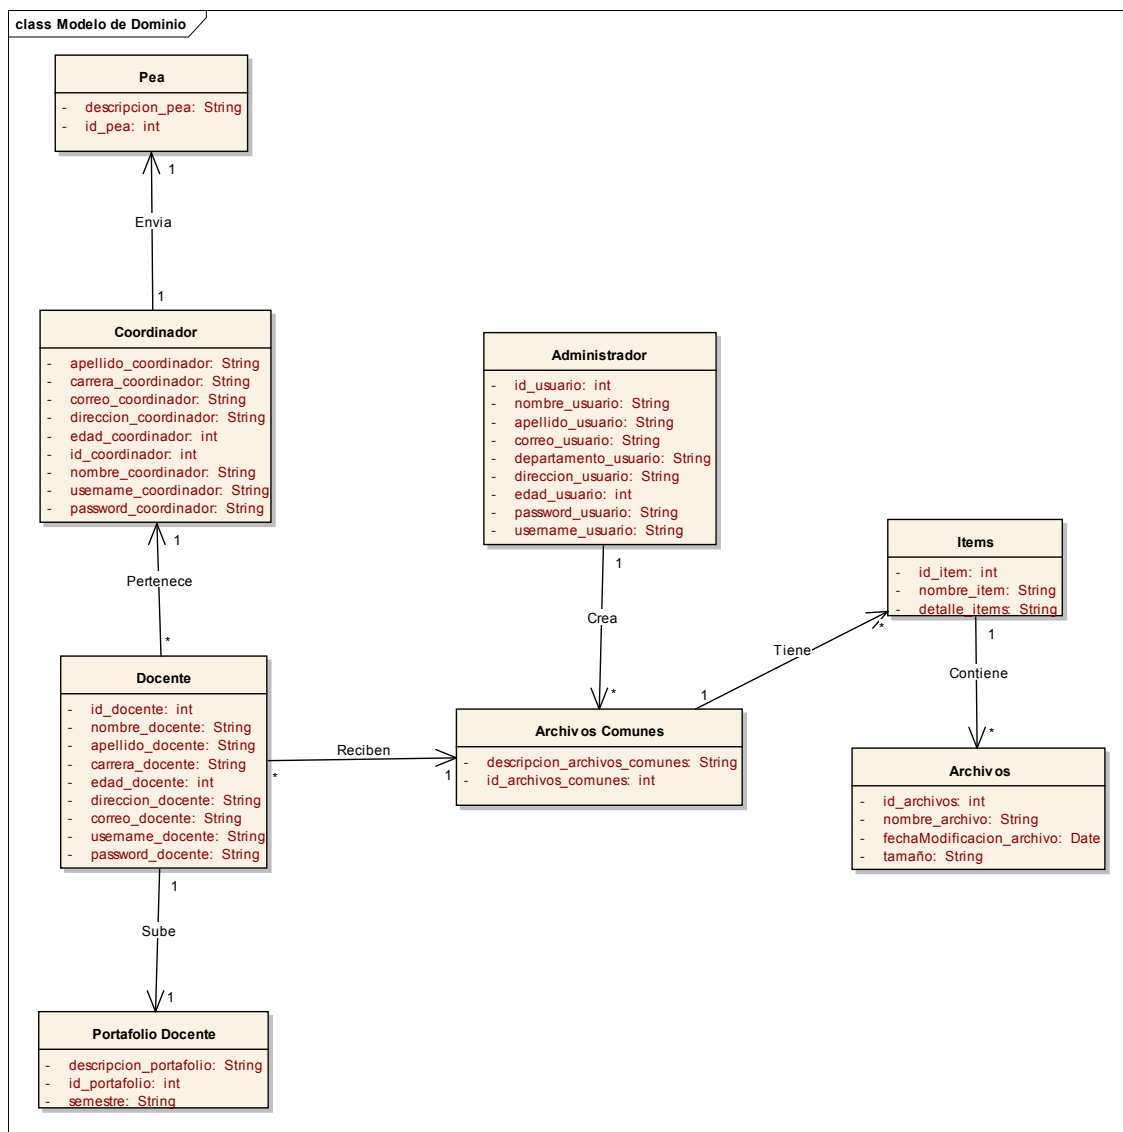 class Modelo de Dominio
Pea
- descripcion_pea: String
- id_pea: int
1
Envia
1
Coordinador
- apellido_coordinador: String
- carrera_coordinador: String
- correo_coordinador: String
- direccion_coordinador: String
- edad_coordinador: int
- id_coordinador: int
- nombre_coordinador: String
- username_coordinador: String
- password_coordinador: String
1
Pertenece
*
Docente
- id_docente: int
- nombre_docente: String
- apellido_docente: String
- carrera_docente: String
- edad_docente: int
- direccion_docente: String
- correo_docente: String
- username_docente: String
- password_docente: String
1
Sube
1
Portafolio Docente
- descripcion_portafolio: String
- id_portafolio: int
- semestre: String
*
Reciben
1
Administrador
- id_usuario: int
- nombre_usuario: String
- apellido_usuario: String
- correo_usuario: String
- departamento_usuario: String
- direccion_usuario: String
- edad_usuario: int
- password_usuario: String
- username_usuario: String
1
Crea
*
Archivos Comunes
- descripcion_archivos_comunes: String
- id_archivos_comunes: int
1
Tiene
*
Items
- id_item: int
- nombre_item: String
- detalle_items: String
1
Contiene
*
Archivos
- id_archivos: int
- nombre_archivo: String
- fechaModificacion_archivo: Date
- tamaño: String